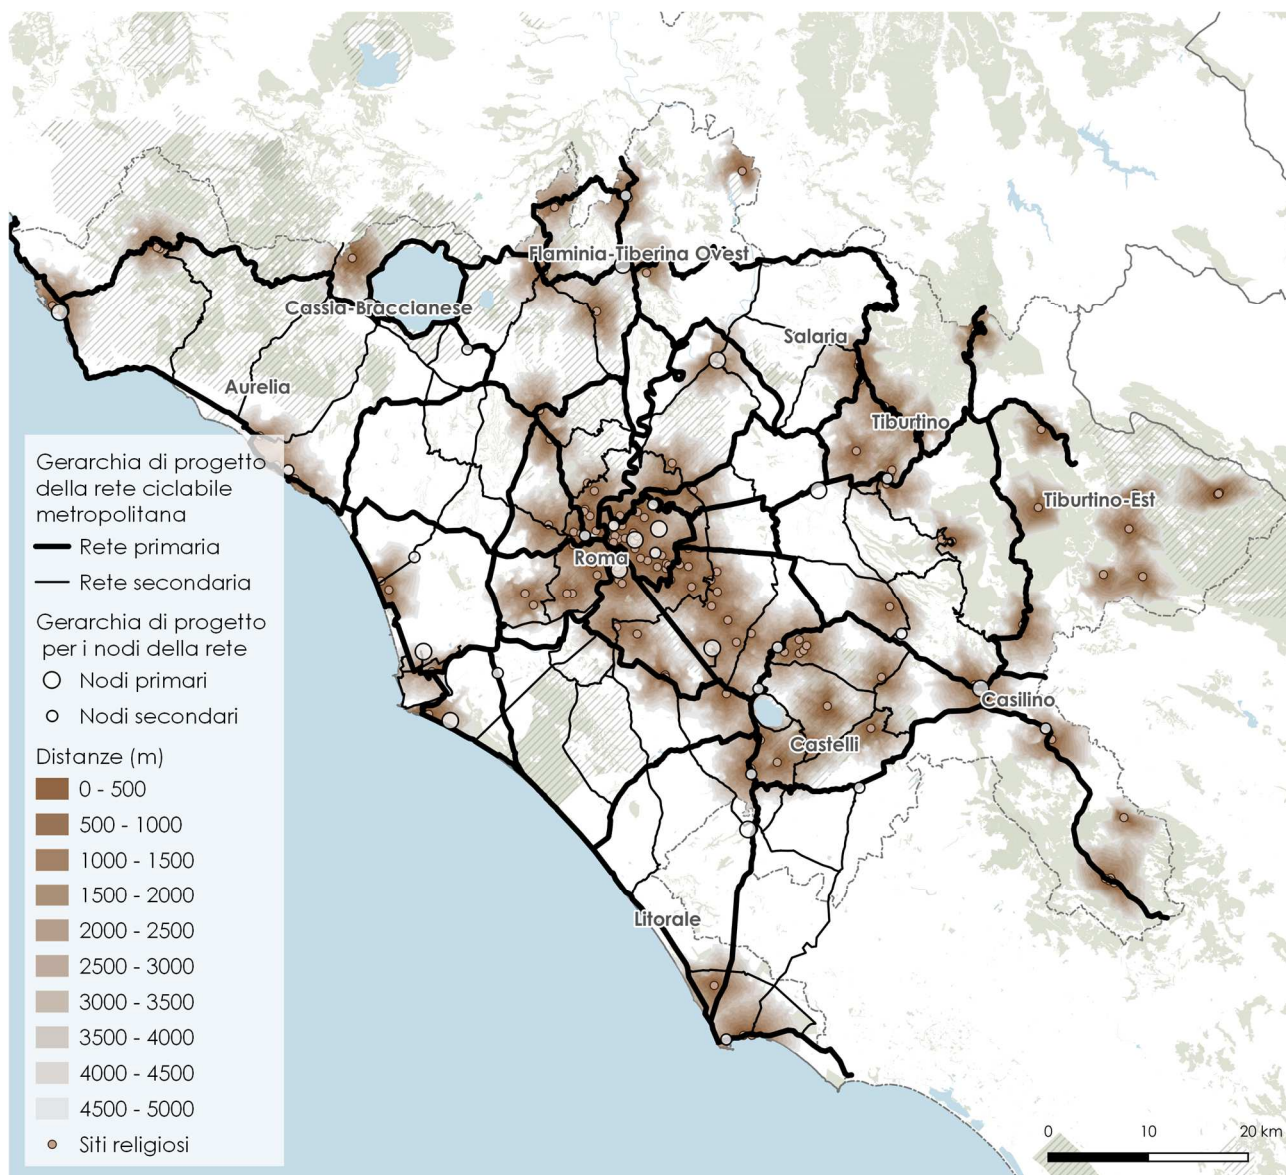 Flaminia-Tiberina Ovest
Cassia-Braccianese
Salaria
Aurelia
Tiburtino
Tiburtino-Est
Roma
Casilino
Castelli
Litorale
Gerarchia di progetto
della rete ciclabile
metropolitana
Rete primaria
Rete secondaria
Gerarchia di progetto
per i nodi della rete
Nodi primari
Nodi secondari
Distanze (m)
0 - 500
500 - 1000
1000 - 1500
1500 - 2000
2000 - 2500
2500 - 3000
3000 - 3500
3500 - 4000
4000 - 4500
4500 - 5000
Siti religiosi
0 10 20 km